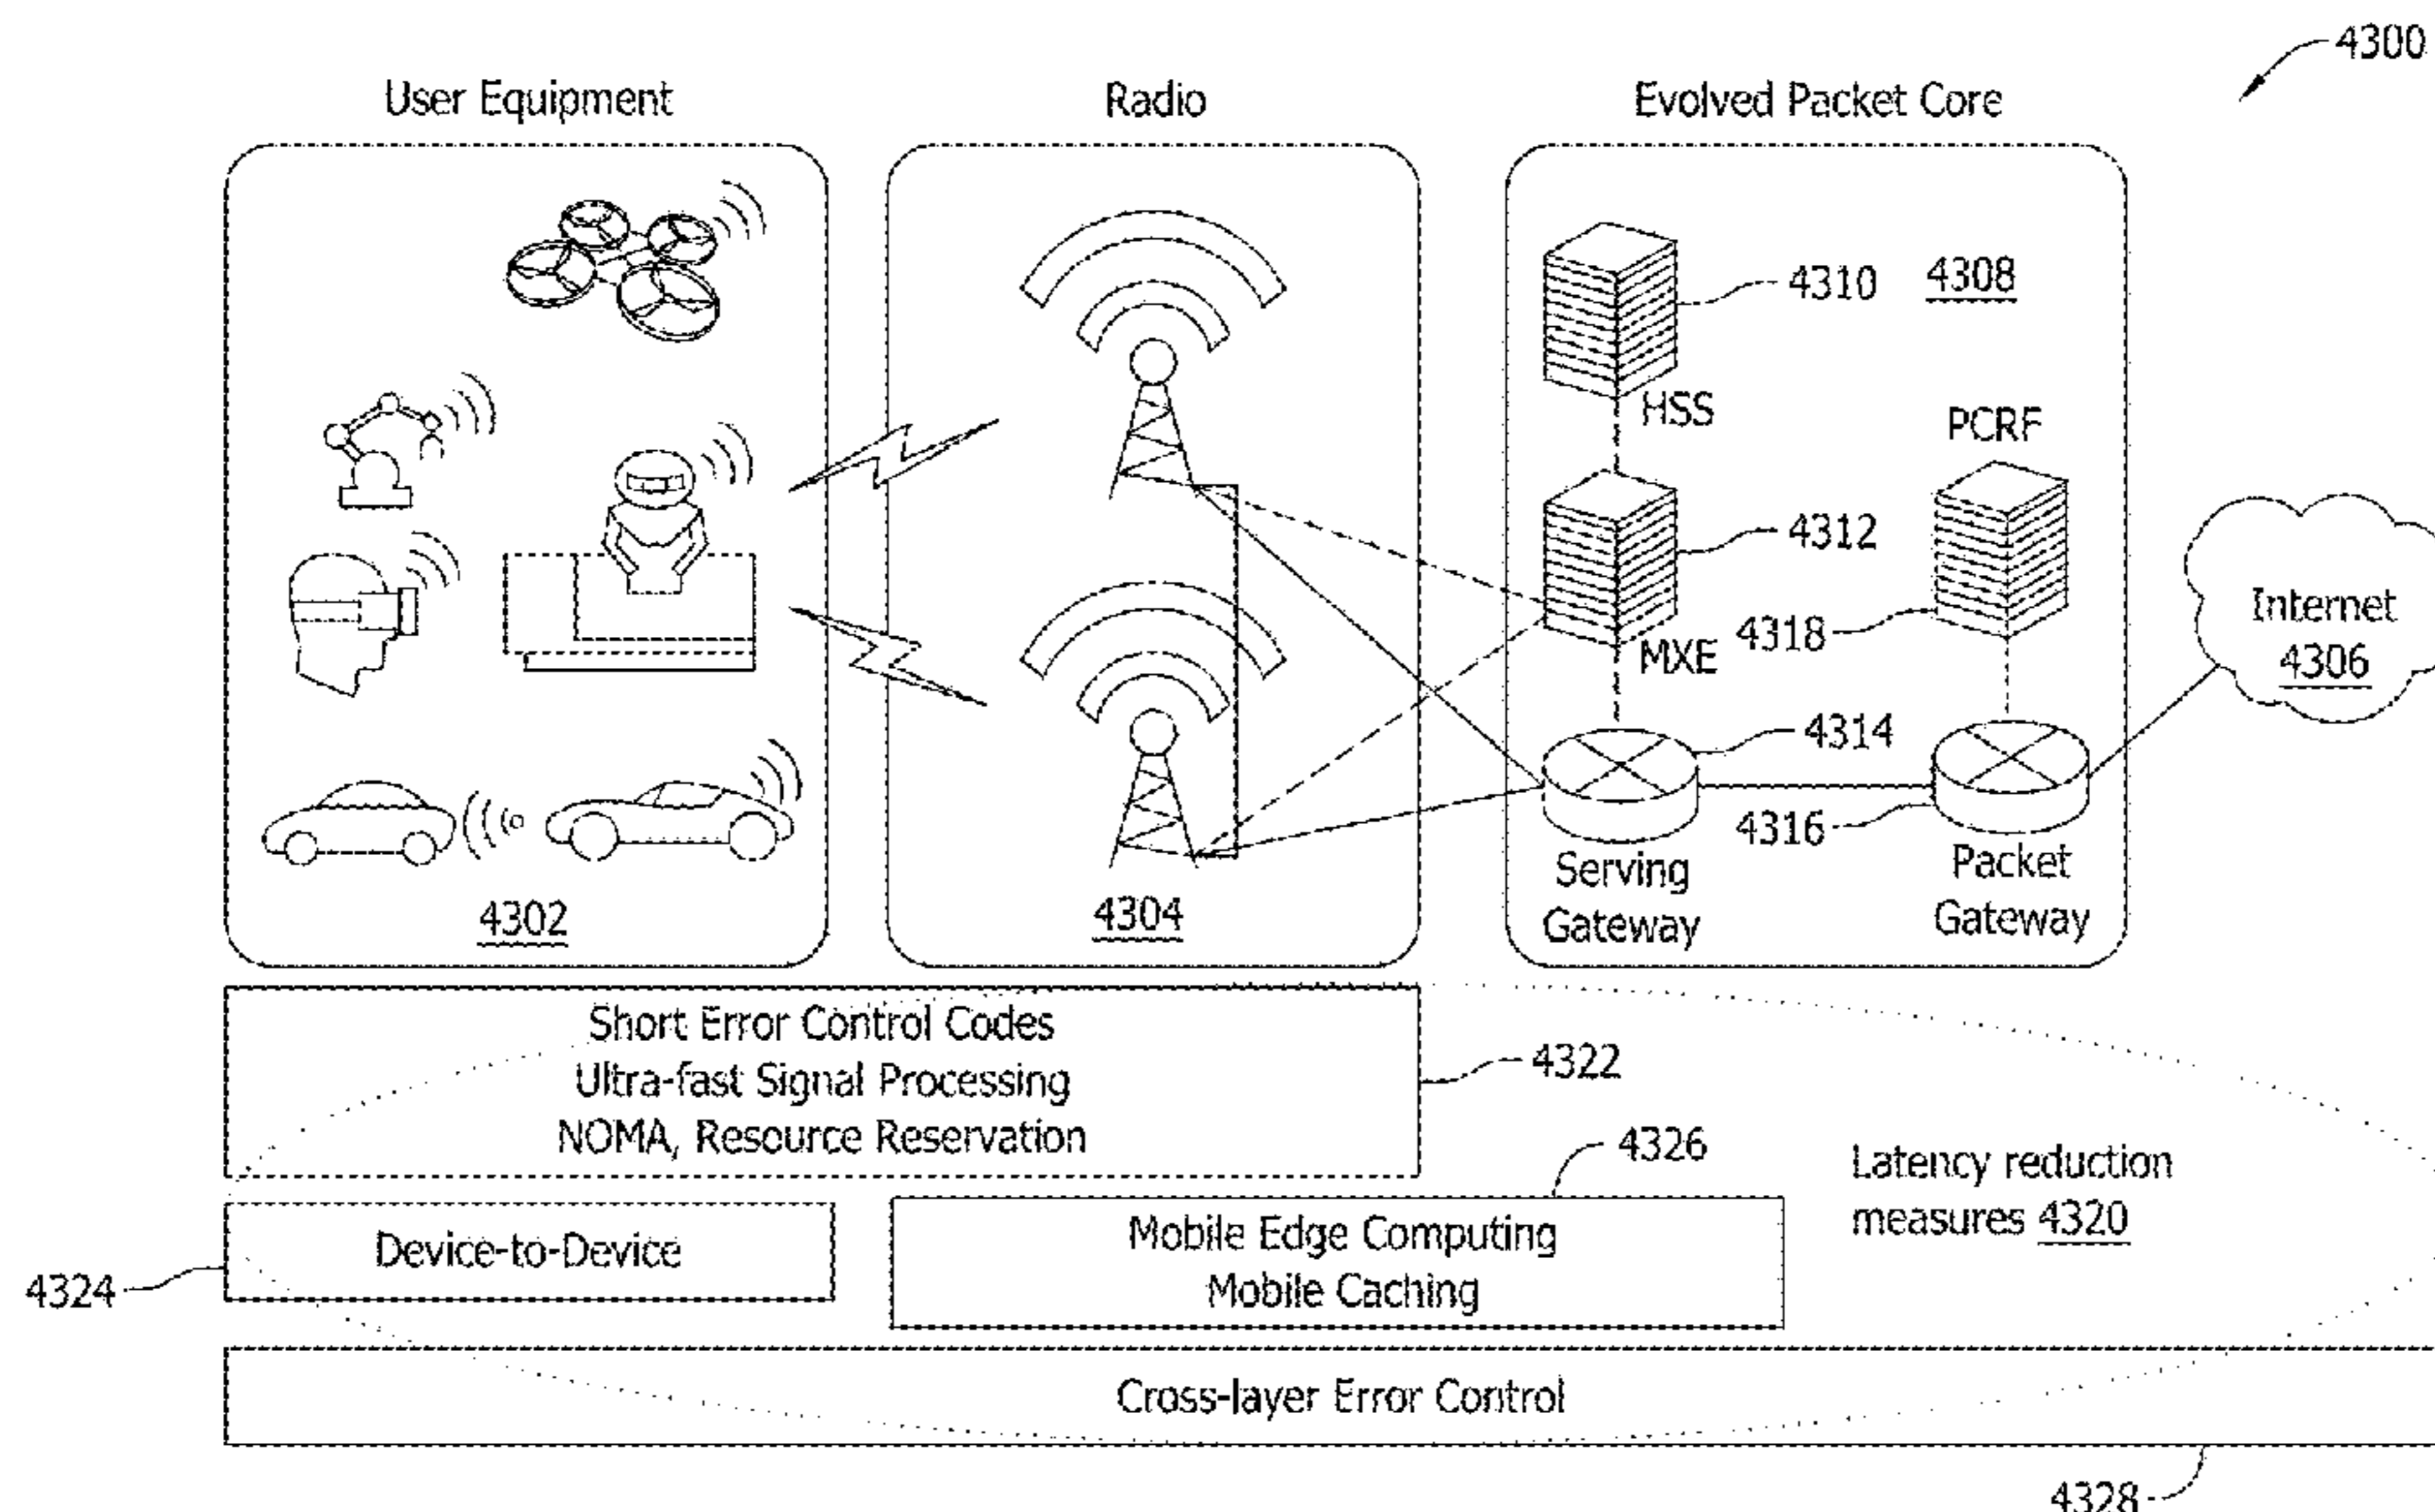 4300
User Equipment
Radio
Evolved Packet Core
4310
4308
HSS
PCRF
4312
4318
MXE
Internet
4306
4314
4316
Serving
Gateway
Packet
Gateway
4302
4304
Short Error Control Codes
Ultra-fast Signal Processing
NOMA, Resource Reservation
4322
4326
Device-to-Device
4324
Mobile Edge Computing
Mobile Caching
Latency reduction
measures 4320
Cross-layer Error Control
4328